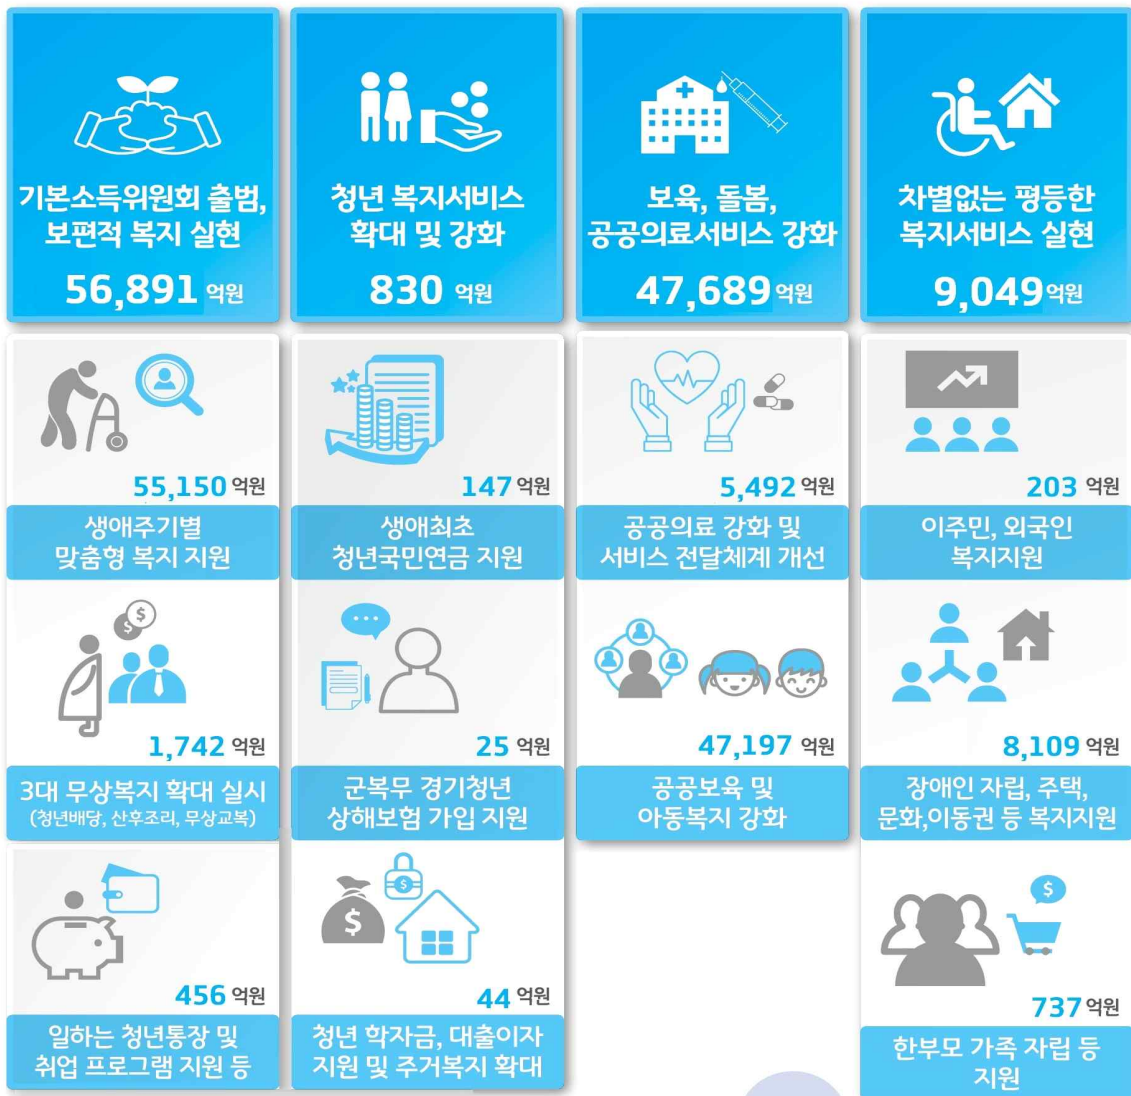 기본소득위원회 출범,
보편적 복지 실현
56,891 억원
청년 복지서비스
확대 및 강화
830 억원
보육, 돌봄,
공공의료서비스 강화
47,689억원
차별없는 평등한
복지서비스 실현
9,049억원
55,150 억원
생애주기별
맞춤형 복지 지원
147 억원
생애최초
청년국민연금 지원
5,492 억원
공공의료 강화 및
서비스 전달체계 개선
203 억원
이주민, 외국인
복지지원
$
$
1,742 억원
3대 무상복지 확대 실시
(청년배당, 산후조리, 무상교복)
25 억원
군복무 경기청년
상해보험 가입 지원
47,197 억원
공공보육 및
아동복지 강화
8,109 억원
장애인 자립, 주택,
문화,이동권 등 복지지원
456 억원
일하는 청년통장 및
취업 프로그램 지원 등
$
$
44 억원
청년 학자금, 대출이자
지원 및 주거복지 확대
$
737 억원
한부모 가족 자립 등
지원